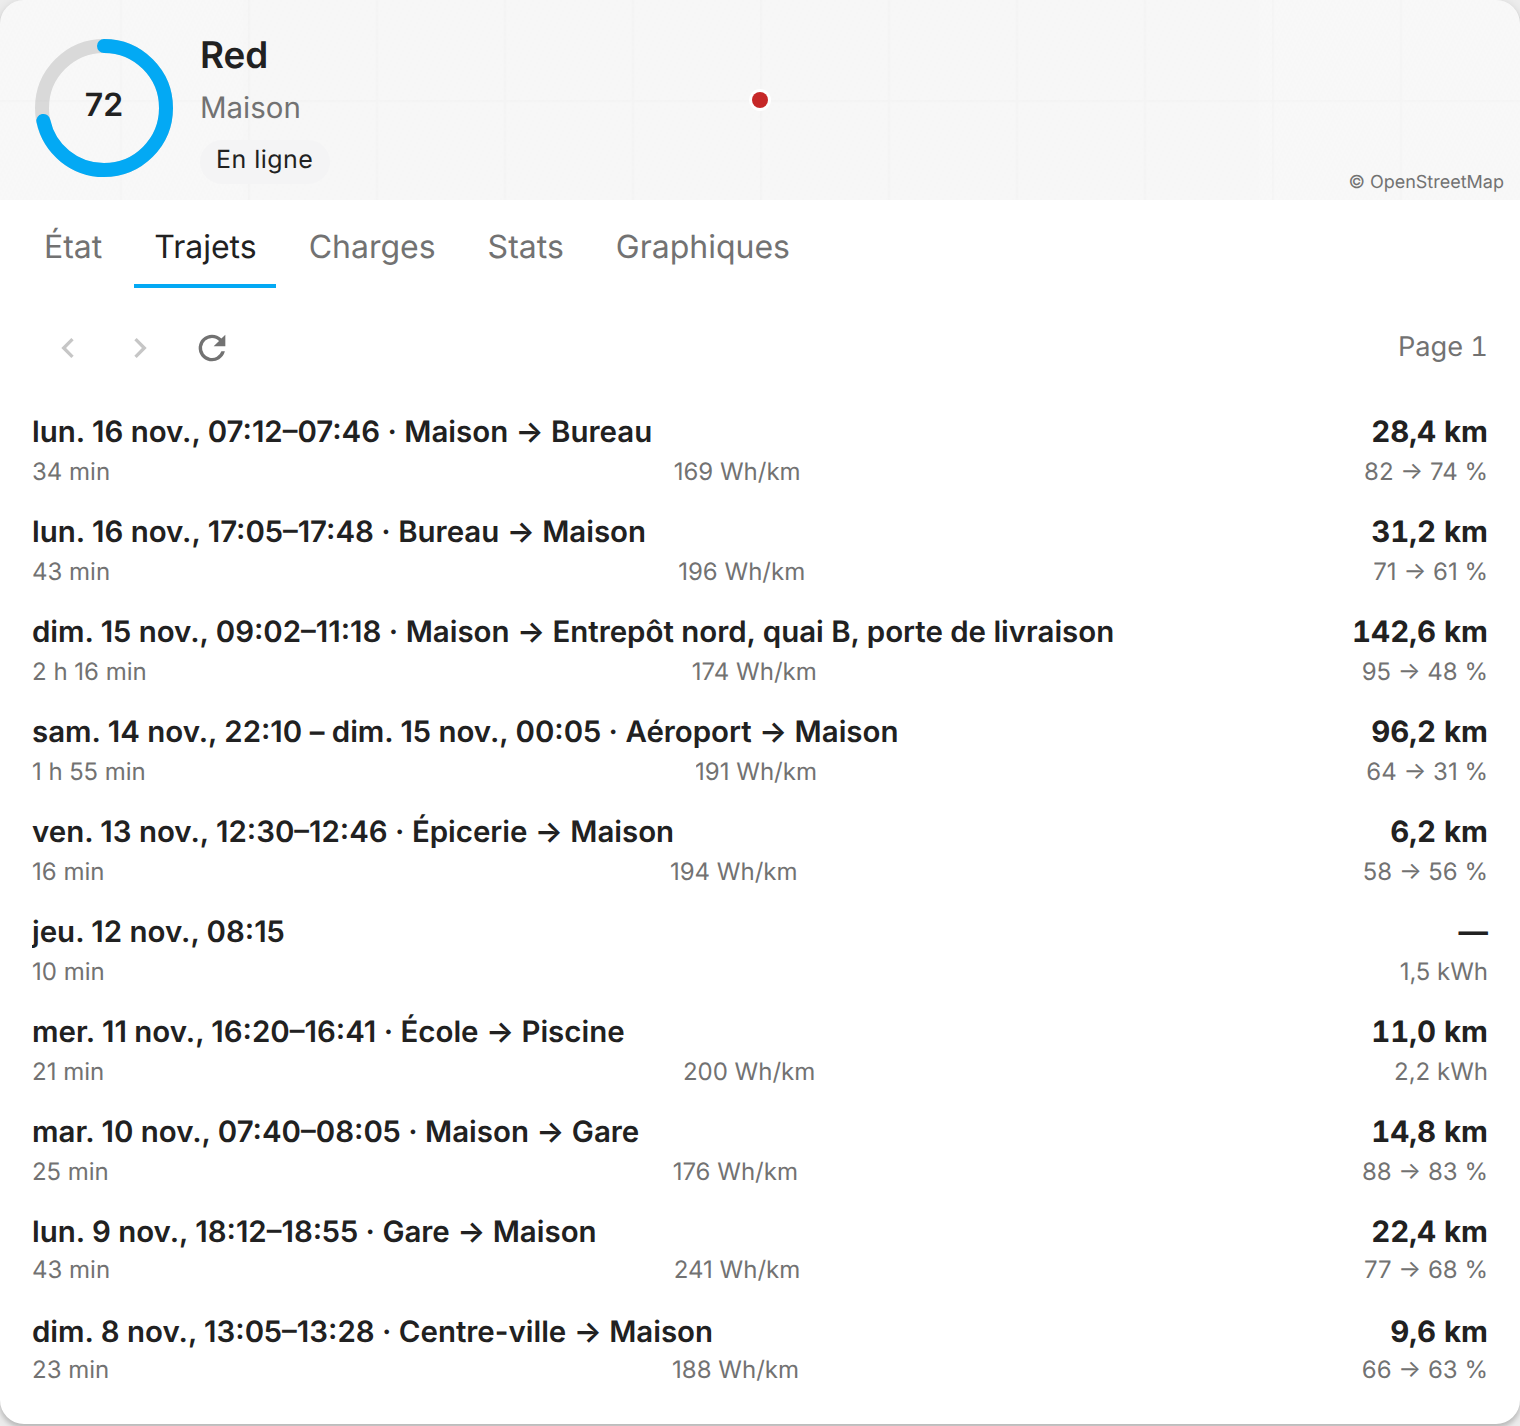 72
Red
Maison
En ligne
© OpenStreetMap
État Trajets Charges Stats Graphiques
Page 1
lun. 16 nov., 07:12–07:46 · Maison → Bureau 28,4 km
34 min 169 Wh/km 82 → 74 %
lun. 16 nov., 17:05–17:48 · Bureau → Maison 31,2 km
43 min 196 Wh/km 71 → 61 %
dim. 15 nov., 09:02–11:18 · Maison → Entrepôt nord, quai B, porte de livraison 142,6 km
2 h 16 min 174 Wh/km 95 → 48 %
sam. 14 nov., 22:10 – dim. 15 nov., 00:05 · Aéroport → Maison 96,2 km
1 h 55 min 191 Wh/km 64 → 31 %
ven. 13 nov., 12:30–12:46 · Épicerie → Maison 6,2 km
16 min 194 Wh/km 58 → 56 %
jeu. 12 nov., 08:15 —
10 min 1,5 kWh
mer. 11 nov., 16:20–16:41 · École → Piscine 11,0 km
21 min 200 Wh/km 2,2 kWh
mar. 10 nov., 07:40–08:05 · Maison → Gare 14,8 km
25 min 176 Wh/km 88 → 83 %
lun. 9 nov., 18:12–18:55 · Gare → Maison 22,4 km
43 min 241 Wh/km 77 → 68 %
dim. 8 nov., 13:05–13:28 · Centre-ville → Maison 9,6 km
23 min 188 Wh/km 66 → 63 %